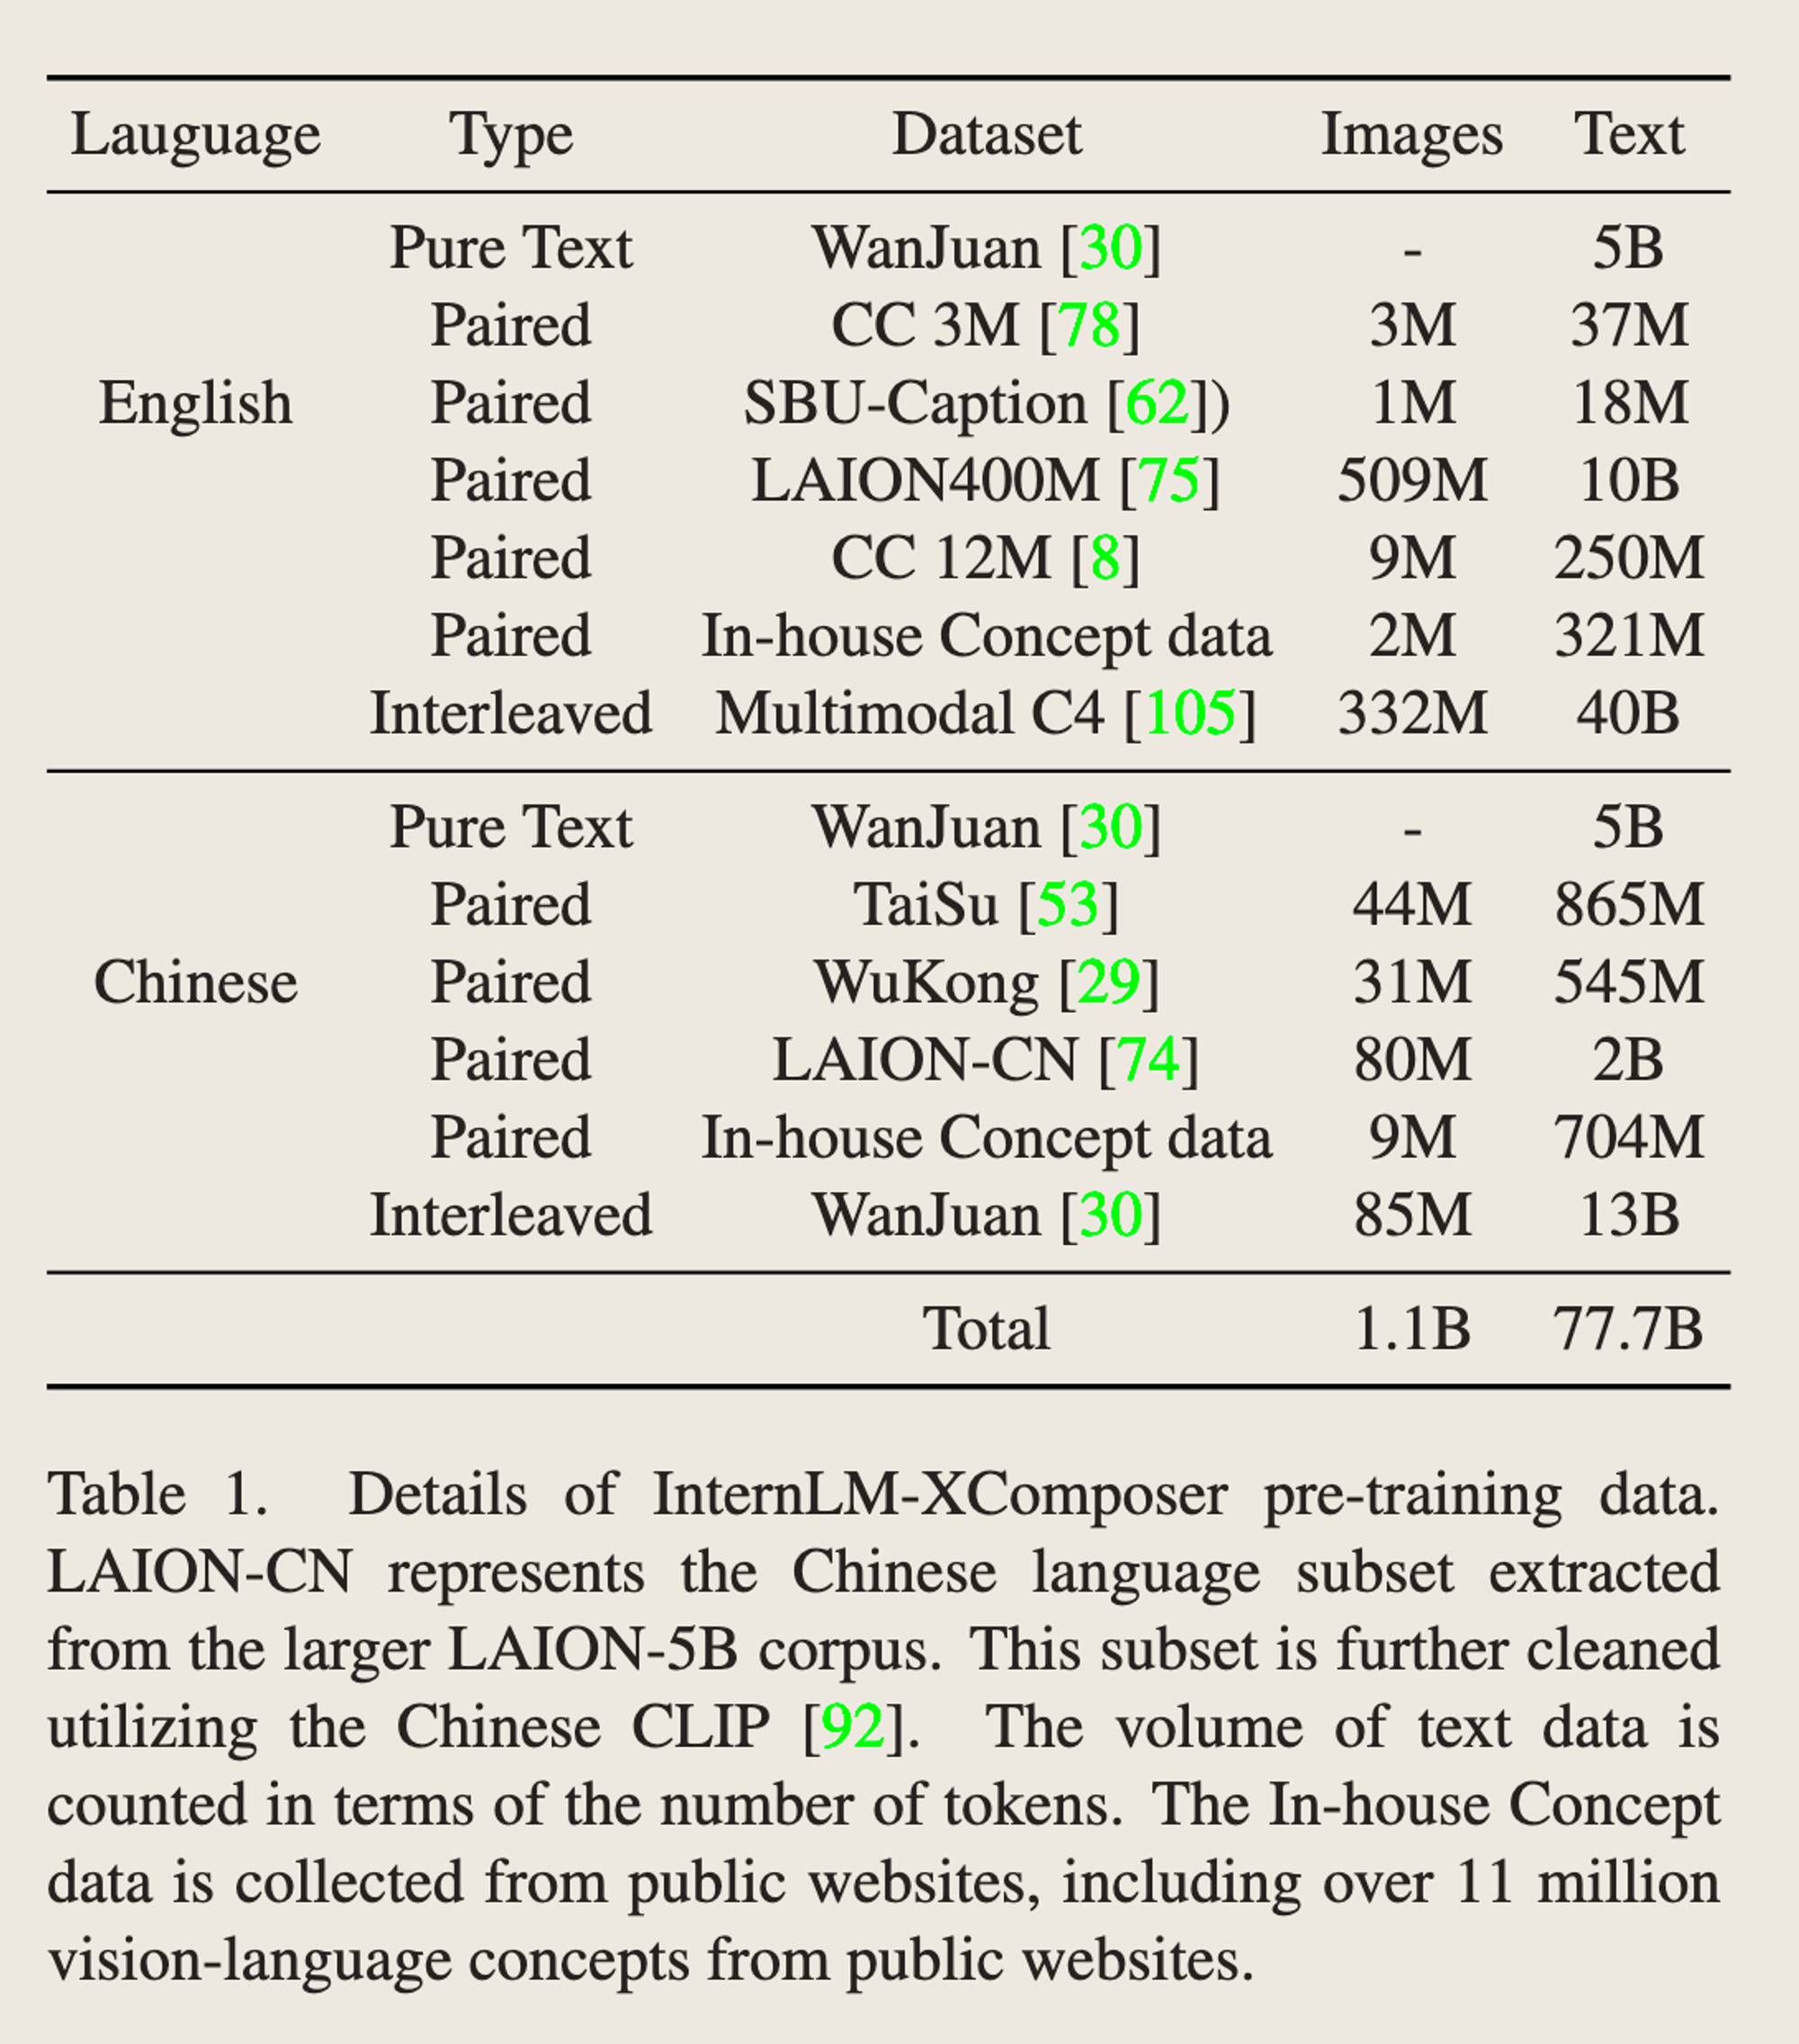 Lauguage Type Dataset Images Text
Pure Text WanJuan [30] - 5B
Paired CC 3M [78] 3M 37M
English Paired SBU-Caption [62]) 1M 18M
Paired LAION400M [75] 509M 10B
Paired CC 12M [8] 9M 250M
Paired In-house Concept data 2M 321M
Interleaved Multimodal C4 [105] 332M 40B
Pure Text WanJuan [30] - 5B
Paired TaiSu [53] 44M 865M
Chinese Paired WuKong [29] 31M 545M
Paired LAION-CN [74] 80M 2B
Paired In-house Concept data 9M 704M
Interleaved WanJuan [30] 85M 13B
Total 1.1B 77.7B
Table 1. Details of InternLM-XComposer pre-training data.
LAION-CN represents the Chinese language subset extracted
from the larger LAION-5B corpus. This subset is further cleaned
utilizing the Chinese CLIP [92]. The volume of text data is
counted in terms of the number of tokens. The In-house Concept
data is collected from public websites, including over 11 million
vision-language concepts from public websites.